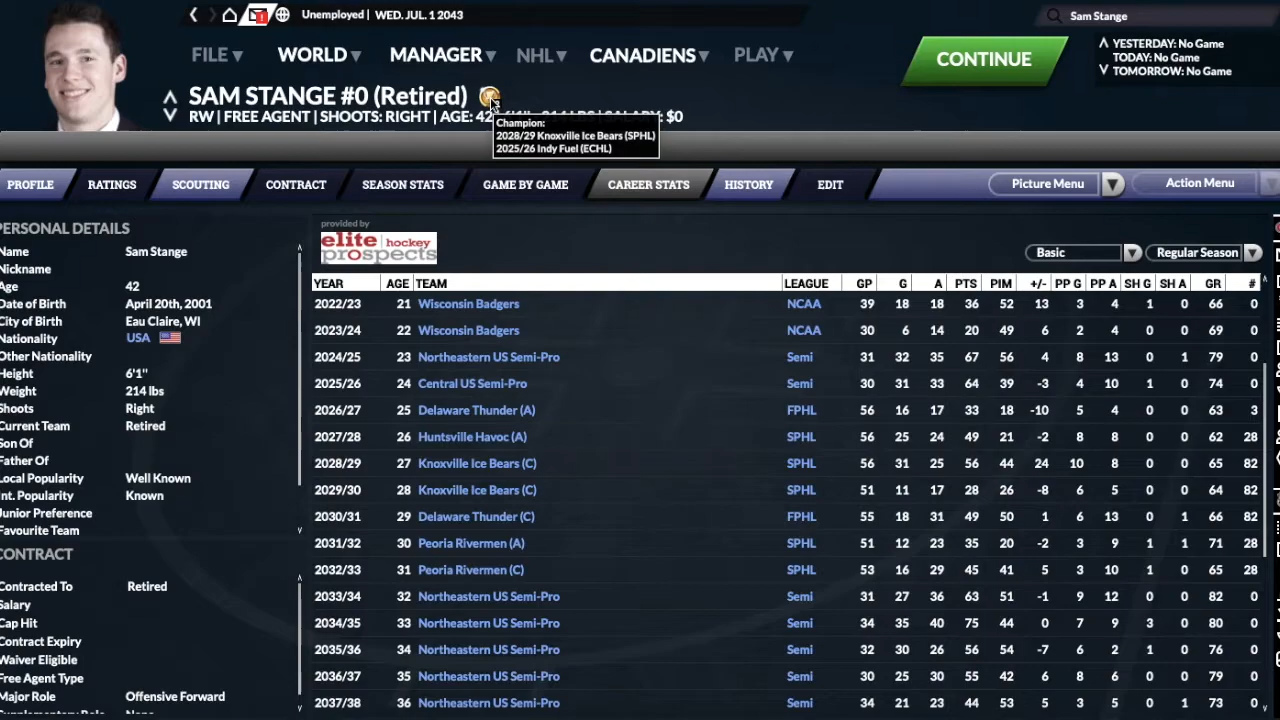 Unemployed | WED. JUL. 1 2043
Sam Stange
FILE WORLD MANAGER NHL CANADIENS PLAY
CONTINUE
YESTERDAY: No Game
TODAY: No Game
TOMORROW: No Game
SAM STANGE #0 (Retired)
RW | FREE AGENT | SHOOTS: RIGHT | AGE: 42 LBS | SALARY: $0
Champion:
2028/29 Knoxville Ice Bears (SPHL)
2025/26 Indy Fuel (ECHL)
PROFILE RATINGS SCOUTING CONTRACT SEASON STATS GAME BY GAME CAREER STATS HISTORY EDIT Picture Menu Action Menu
PERSONAL DETAILS
Name Sam Stange
Nickname
Age 42
Date of Birth April 20th, 2001
City of Birth Eau Claire, WI
Nationality USA
Other Nationality
Height 6'1"
Weight 214 lbs
Shoots Right
Current Team Retired
Son Of
Father Of
Local Popularity Well Known
Int. Popularity Known
Junior Preference
Favourite Team
CONTRACT
Contracted To Retired
Salary
Cap Hit
Contract Expiry
Waiver Eligible
Free Agent Type
Major Role Offensive Forward
provided by
elite hockey
prospects
Basic Regular Season
YEAR AGE TEAM LEAGUE GP G A PTS PIM +/- PP G PP A SH G SH A GR #
2022/23 21 Wisconsin Badgers NCAA 39 18 18 36 52 13 3 4 1 0 66 0
2023/24 22 Wisconsin Badgers NCAA 30 6 14 20 49 6 2 4 0 0 69 0
2024/25 23 Northeastern US Semi-Pro Semi 31 32 35 67 56 4 8 13 0 1 79 0
2025/26 24 Central US Semi-Pro Semi 30 31 33 64 39 -3 4 10 1 0 74 0
2026/27 25 Delaware Thunder (A) FPHL 56 16 17 33 18 -10 5 4 0 0 63 3
2027/28 26 Huntsville Havoc (A) SPHL 56 25 24 49 21 -2 8 8 0 0 62 28
2028/29 27 Knoxville Ice Bears (C) SPHL 56 31 25 56 44 24 10 8 0 0 65 82
2029/30 28 Knoxville Ice Bears (C) SPHL 51 11 17 28 26 -8 6 5 0 0 64 82
2030/31 29 Delaware Thunder (C) FPHL 55 18 31 49 50 1 6 13 0 1 66 82
2031/32 30 Peoria Rivermen (A) SPHL 51 12 23 35 20 -2 3 9 1 1 71 28
2032/33 31 Peoria Rivermen (C) SPHL 53 16 29 45 41 5 3 10 1 0 65 28
2033/34 32 Northeastern US Semi-Pro Semi 31 27 36 63 51 -1 9 12 0 0 82 0
2034/35 33 Northeastern US Semi-Pro Semi 34 35 40 75 44 0 7 9 3 0 80 0
2035/36 34 Northeastern US Semi-Pro Semi 32 30 26 56 54 -7 6 2 1 0 76 0
2036/37 35 Northeastern US Semi-Pro Semi 30 25 30 55 42 6 8 6 0 0 79 0
2037/38 36 Northeastern US Semi-Pro Semi 34 21 23 44 53 5 3 5 0 1 73 0